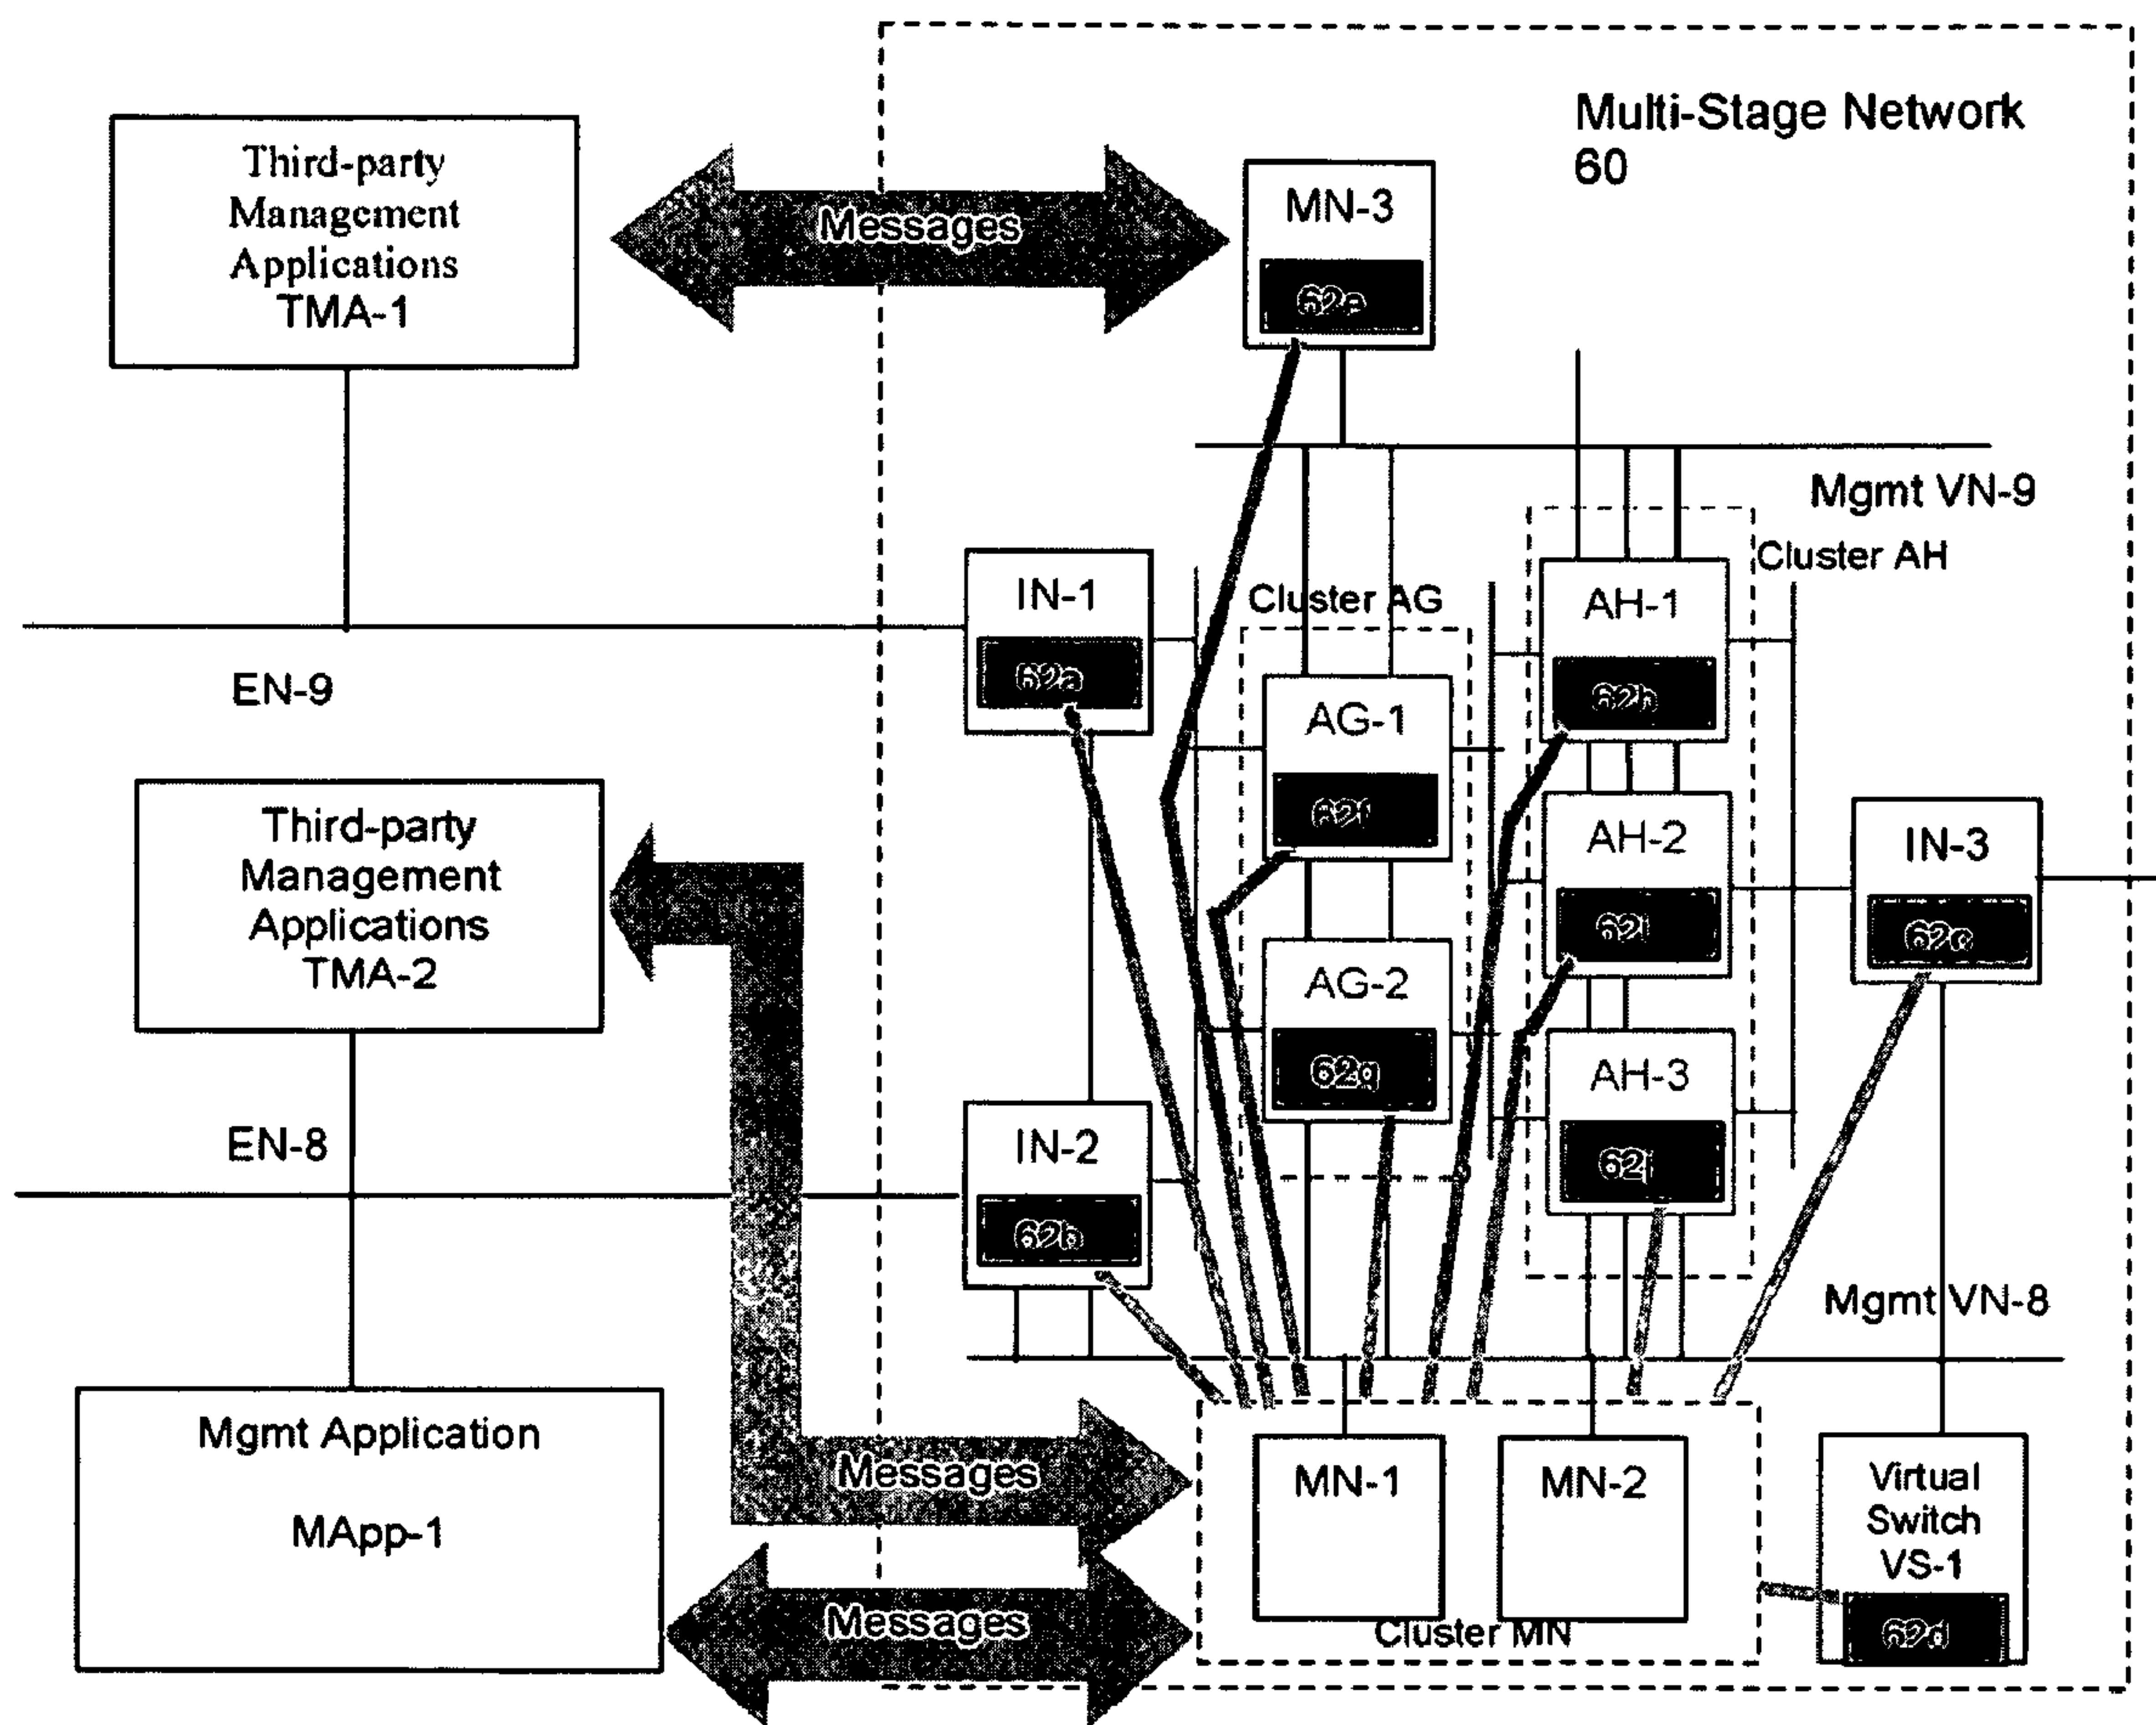 Multi-Stage Network
60
Third-party
Management
Applications
TMA-1
Messages
MN-3
62e
Mgmt VN-9
Cluster AH
IN-1
62a
Cluster AG
AH-1
62h
EN-9
AG-1
62f
Third-party
Management
Applications
TMA-2
AH-2
62i
IN-3
62c
AG-2
62g
AH-3
62j
EN-8
IN-2
62b
Mgmt VN-8
Mgmt Application
MApp-1
Messages
MN-1
MN-2
Virtual
Switch
VS-1
62d
Messages
Cluster MN